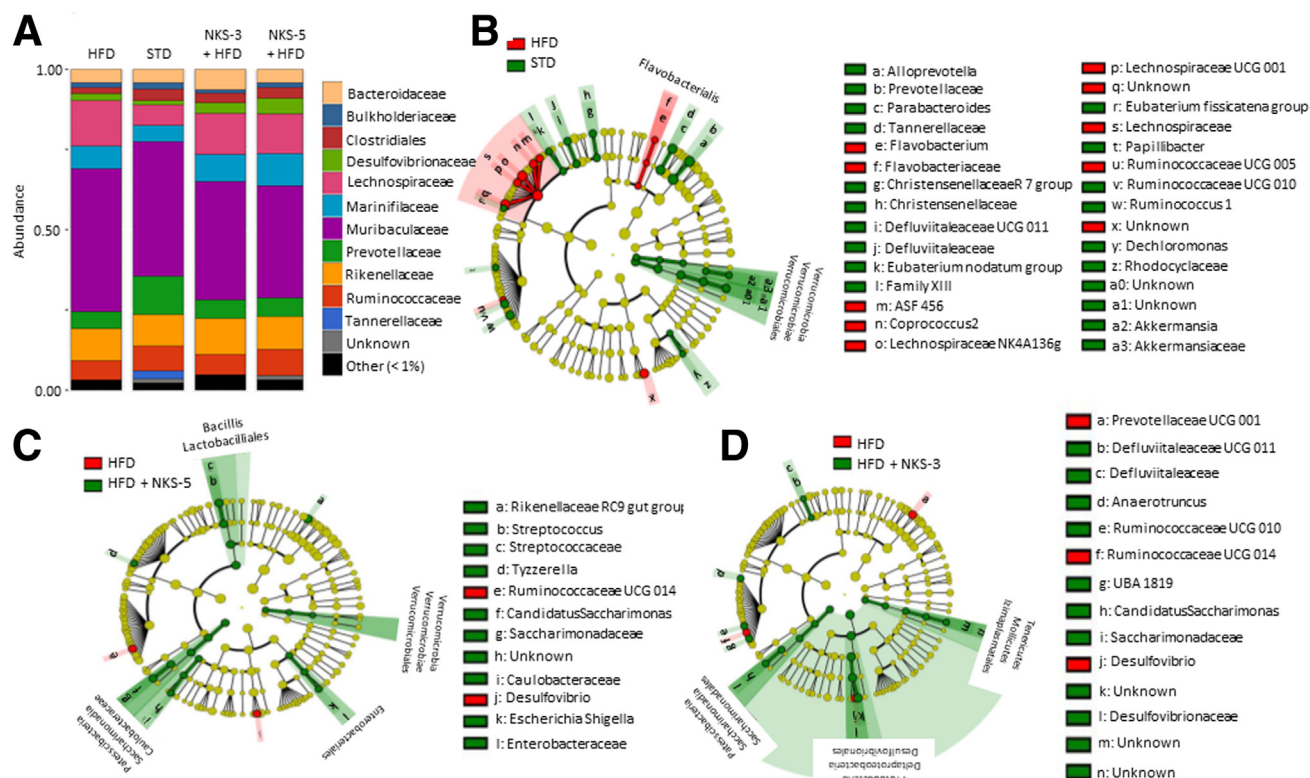 A
HFD
STD
NKS-3
+ HFD
NKS-5
+ HFD
1.00
0.50
0.00
Abundance
Bacteroidaceae
Bulkholderiaceae
Clostridiales
Desulfovibrionaceae
Lechnospiraceae
Marinifilaceae
Muribaculaceae
Prevotellaceae
Rikenellaceae
Ruminococcaceae
Tannerellaceae
Unknown
Other (< 1%)
B
HFD
STD
Flavobacterialis
Verrucomicrobia
Verrucomicrobiae
Verrucomicrobiales
a: Alloprevotella
b: Prevotellaceae
c: Parabacteroides
d: Tannerellaceae
e: Flavobacterium
f: Flavobacteriaceae
g: ChristensenellaceaeR 7 group
h: Christensenellaceae
i: Defluviitaleaceae UCG 011
j: Defluviitaleaceae
k: Eubaterium nodatum group
l: Family XIII
m: ASF 456
n: Coprococcus2
o: Lechnospiraceae NK4A136g
p: Lechnospiraceae UCG 001
q: Unknown
r: Eubaterium fissicatena group
s: Lechnospiraceae
t: Papillibacter
u: Ruminococcaceae UCG 005
v: Ruminococcaceae UCG 010
w: Ruminococcus 1
x: Unknown
y: Dechloromonas
z: Rhodocyclaceae
a0: Unknown
a1: Unknown
a2: Akkermansia
a3: Akkermansiaceae
C
HFD
HFD + NKS-5
Bacillis
Lactobacilliales
Verrucomicrobia
Verrucomicrobiae
Verrucomicrobiales
Enterobacteriales
Caulobacteraceae
Saccharimonadia
Patescibacteria
a: Rikenellaceae RC9 gut group
b: Streptococcus
c: Streptococcaceae
d: Tyzzerella
e: Ruminococcaceae UCG 014
f: CandidatusSaccharimonas
g: Saccharimonadaceae
h: Unknown
i: Caulobacteraceae
j: Desulfovibrio
k: Escherichia Shigella
l: Enterobacteraceae
D
HFD
HFD + NKS-3
Tenericutes
Mollicutes
Izimaplasmatales
Saccharimonadales
Saccharimonadia
Patescibacteria
Desulfovibrionales
Deltaproteobacteria
a: Prevotellaceae UCG 001
b: Defluviitaleaceae UCG 011
c: Defluviitaleaceae
d: Anaerotruncus
e: Ruminococcaceae UCG 010
f: Ruminococcaceae UCG 014
g: UBA 1819
h: CandidatusSaccharimonas
i: Saccharimonadaceae
j: Desulfovibrio
k: Unknown
l: Desulfovibrionaceae
m: Unknown
n: Unknown